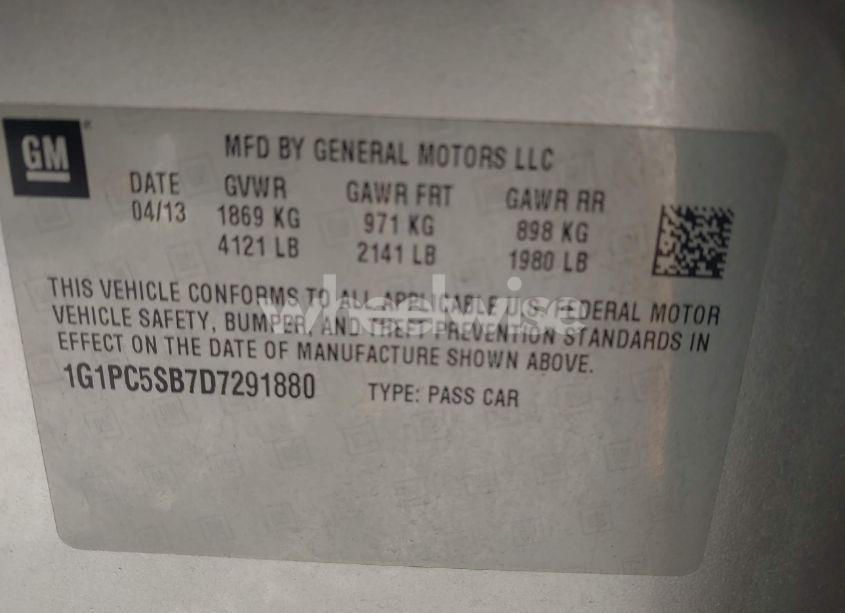 GM
MFD BY GENERAL MOTORS LLC
DATE GVWR GAWR FRT GAWR RR
04/13 1869 KG 971 KG 898 KG
4121 LB 2141 LB 1980 LB
THIS VEHICLE CONFORMS TO ALL APPLICABLE U.S. FEDERAL MOTOR
VEHICLE SAFETY, BUMPER, AND THEFT PREVENTION STANDARDS IN
EFFECT ON THE DATE OF MANUFACTURE SHOWN ABOVE.
1G1PC5SB7D7291880 TYPE: PASS CAR
wheelwise